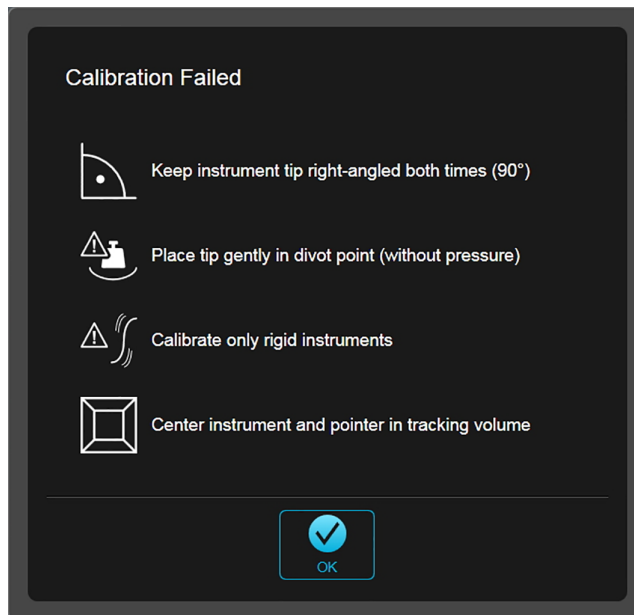 Calibration Failed
Keep instrument tip right-angled both times (90°)
Place tip gently in divot point (without pressure)
Calibrate only rigid instruments
Center instrument and pointer in tracking volume
OK